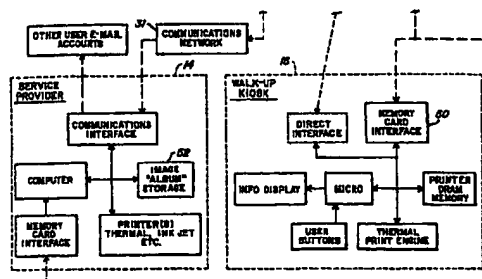 31
OTHER USER E-MAIL
ACCOUNTS
COMMUNICATIONS
NETWORK
14
16
SERVICE
PROVIDER
COMMUNICATIONS
INTERFACE
52
COMPUTER
IMAGE
"ALBUM"
STORAGE
MEMORY
CARD
INTERFACE
PRINTER(S)
THERMAL, INK JET
ETC.
WALK-UP
KIOSK
DIRECT
INTERFACE
MEMORY
CARD
INTERFACE
50
INFO DISPLAY
MICRO
PRINTER
DRAM
MEMORY
USER
BUTTONS
THERMAL
PRINT ENGINE